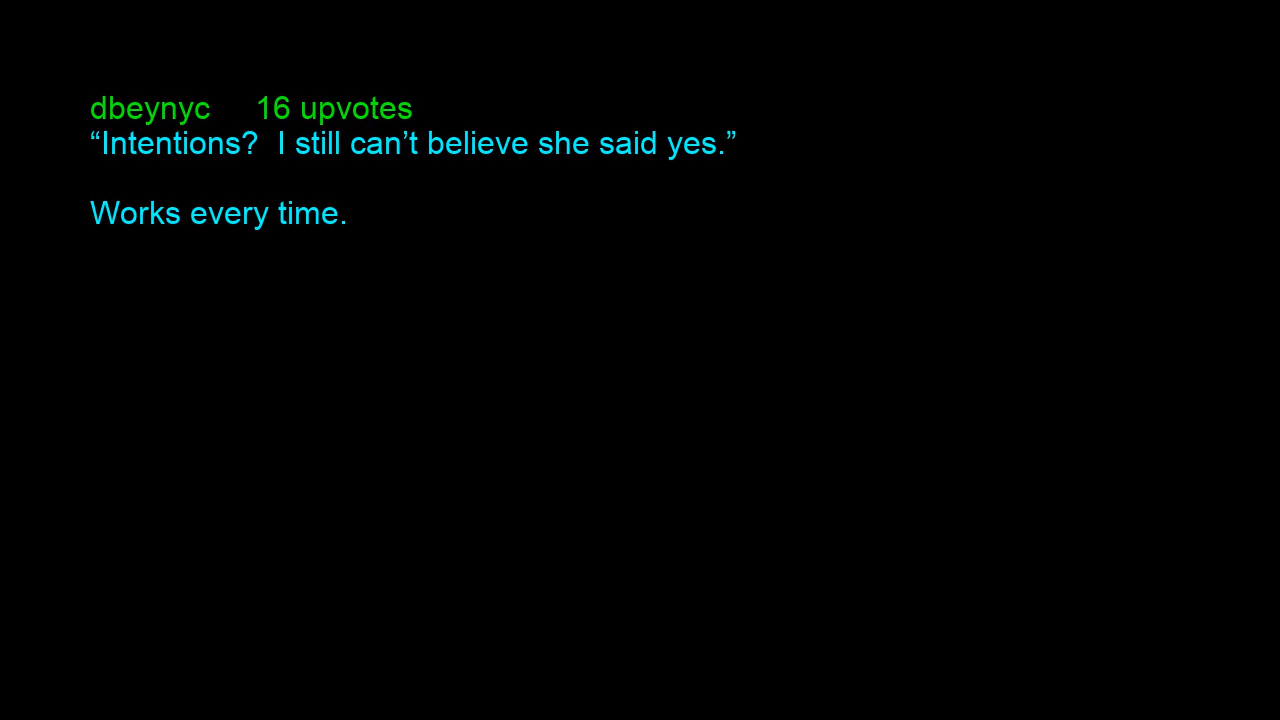 dbeynyc     16 upvotes
“Intentions?  I still can’t believe she said yes.”
Works every time.